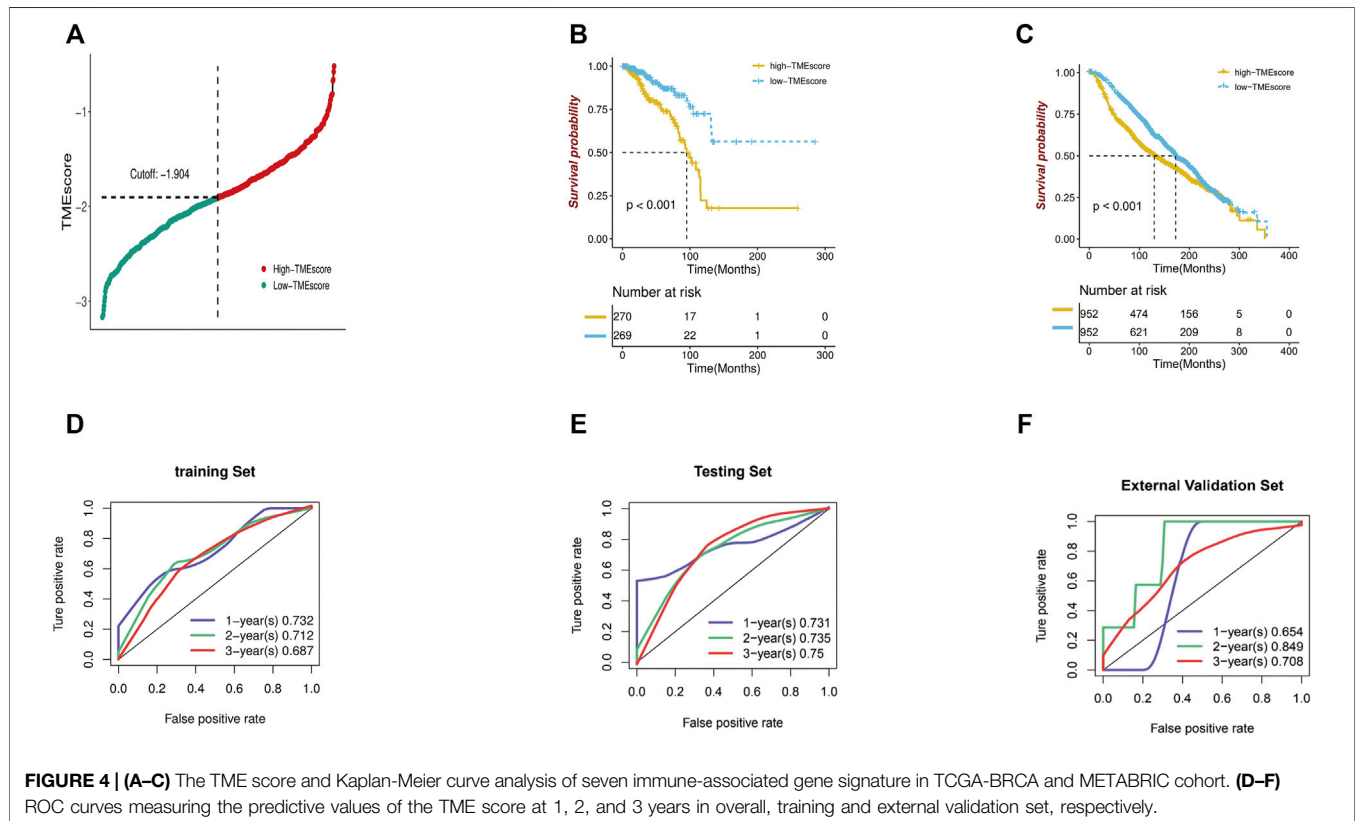 A
TMEscore
-1
-2
-3
Cutoff: -1.904
High-TMEscore
Low-TMEscore
B
Survival probability
1.00
0.75
0.50
0.25
0.00
high-TMEscore
low-TMEscore
p < 0.001
0 100 200 300
Time(Months)
Number at risk
270 17 1 0
269 22 1 0
0 100 200 300
Time(Months)
C
Survival probability
1.00
0.75
0.50
0.25
0.00
high-TMEscore
low-TMEscore
p < 0.001
0 100 200 300 400
Time(Months)
Number at risk
952 474 156 5 0
952 621 209 8 0
0 100 200 300 400
Time(Months)
D
training Set
Ture positive rate
1.0
0.8
0.6
0.4
0.2
0.0
1-year(s) 0.732
2-year(s) 0.712
3-year(s) 0.687
0.0 0.2 0.4 0.6 0.8 1.0
False positive rate
E
Testing Set
Ture positive rate
1.0
0.8
0.6
0.4
0.2
0.0
1-year(s) 0.731
2-year(s) 0.735
3-year(s) 0.75
0.0 0.2 0.4 0.6 0.8 1.0
False positive rate
F
External Validation Set
Ture positive rate
1.0
0.8
0.6
0.4
0.2
0.0
1-year(s) 0.654
2-year(s) 0.849
3-year(s) 0.708
0.0 0.2 0.4 0.6 0.8 1.0
False positive rate
FIGURE 4 | (A–C) The TME score and Kaplan-Meier curve analysis of seven immune-associated gene signature in TCGA-BRCA and METABRIC cohort. (D–F)
ROC curves measuring the predictive values of the TME score at 1, 2, and 3 years in overall, training and external validation set, respectively.